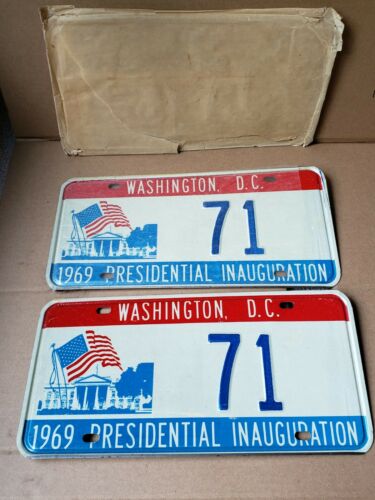 WASHINGTON, D.C.
71
1969 PRESIDENTIAL INAUGURATION
WASHINGTON, D.C.
71
1969 PRESIDENTIAL INAUGURATION